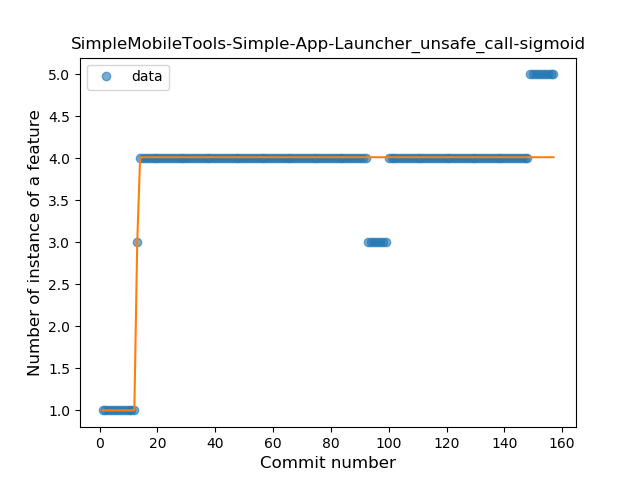 SimpleMobileTools-Simple-App-Launcher_unsafe_call-sigmoid
data
Number of instance of a feature
5.0
4.5
4.0
3.5
3.0
2.5
2.0
1.5
1.0
0 20 40 60 80 100 120 140 160
Commit number